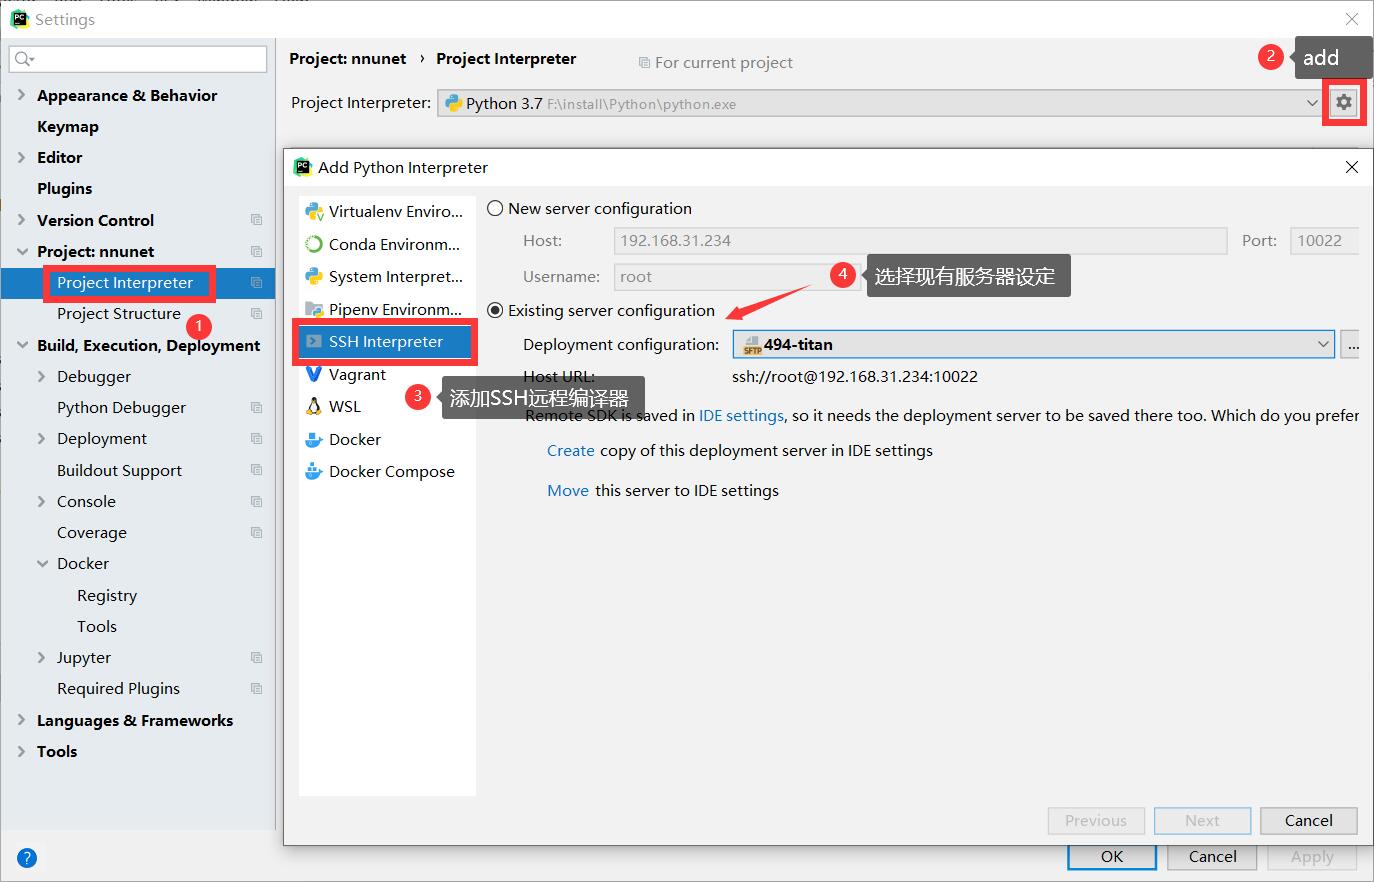 Settings
Project: nnunet › Project Interpreter
For current project
2
add
Project Interpreter:
Python 3.7 F:\install\Python\python.exe
Appearance & Behavior
Keymap
Editor
Plugins
Version Control
Project: nnunet
Project Interpreter
1
Project Structure
Build, Execution, Deployment
Debugger
Python Debugger
Deployment
Buildout Support
Console
Coverage
Docker
Registry
Tools
Jupyter
Required Plugins
Languages & Frameworks
Tools
Add Python Interpreter
Virtualenv Enviro...
Conda Environm...
System Interpret...
Pipenv Environm...
SSH Interpreter
Vagrant
WSL
Docker
Docker Compose
3
添加SSH远程编译器
New server configuration
Host: 192.168.31.234 Port: 10022
Username: root
4
选择现有服务器设定
Existing server configuration
Deployment configuration: SFTP 494-titan ...
Host URL: ssh://root@192.168.31.234:10022
Remote SDK is saved in IDE settings, so it needs the deployment server to be saved there too. Which do you prefer
Create copy of this deployment server in IDE settings
Move this server to IDE settings
Previous Next Cancel
? OK Cancel Apply